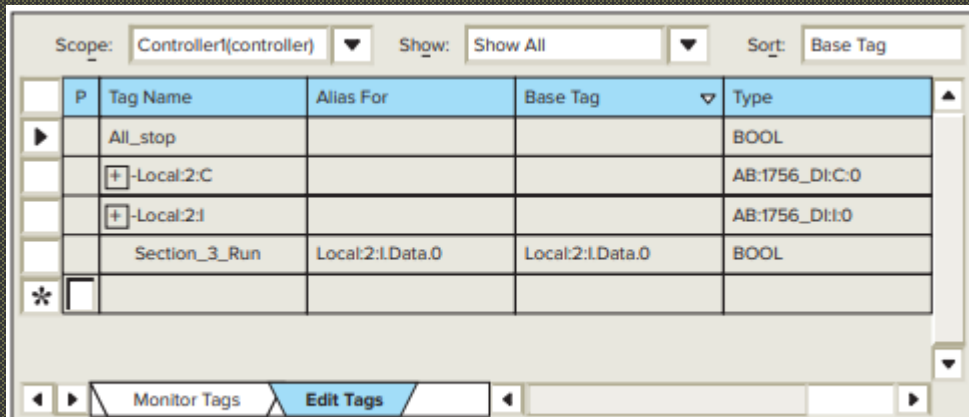 Scope: Controller1(controller) Show: Show All Sort: Base Tag
P Tag Name Alias For Base Tag Type
All_stop BOOL
+-Local:2:C AB:1756_DI:C:0
+-Local:2:I AB:1756_DI:I:0
Section_3_Run Local:2:I.Data.0 Local:2:I.Data.0 BOOL
*
Monitor Tags Edit Tags